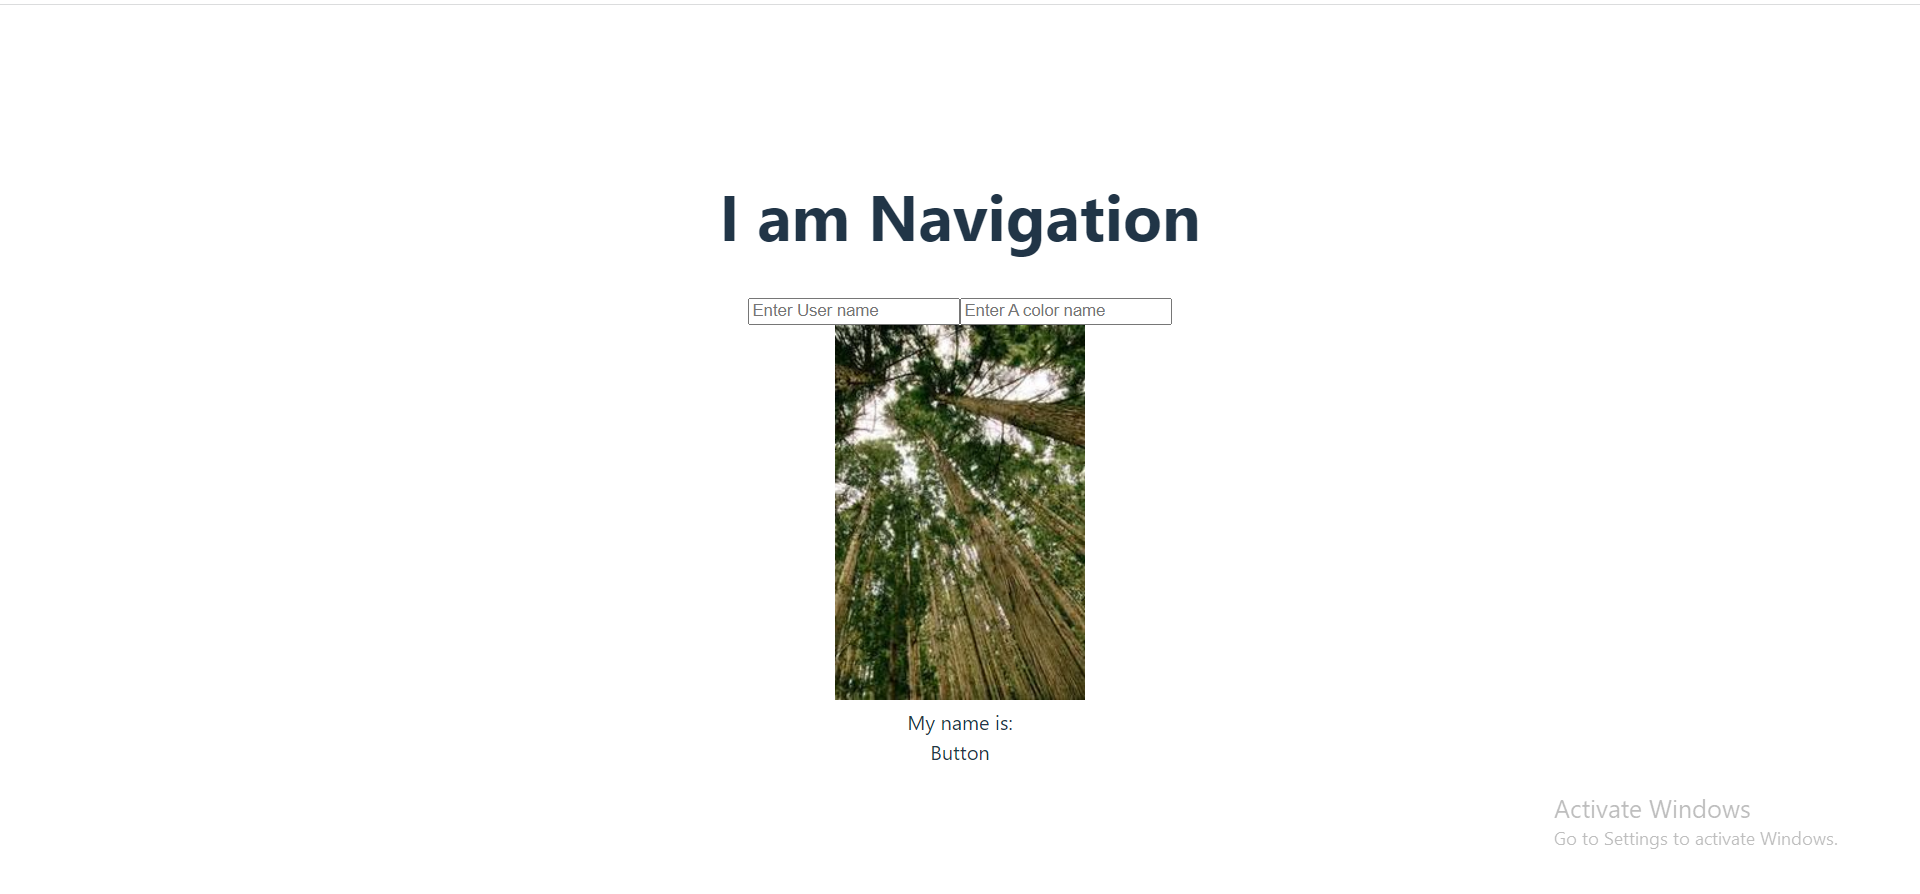 I am Navigation
Enter User name Enter A color name
My name is:
Button
Activate Windows
Go to Settings to activate Windows.